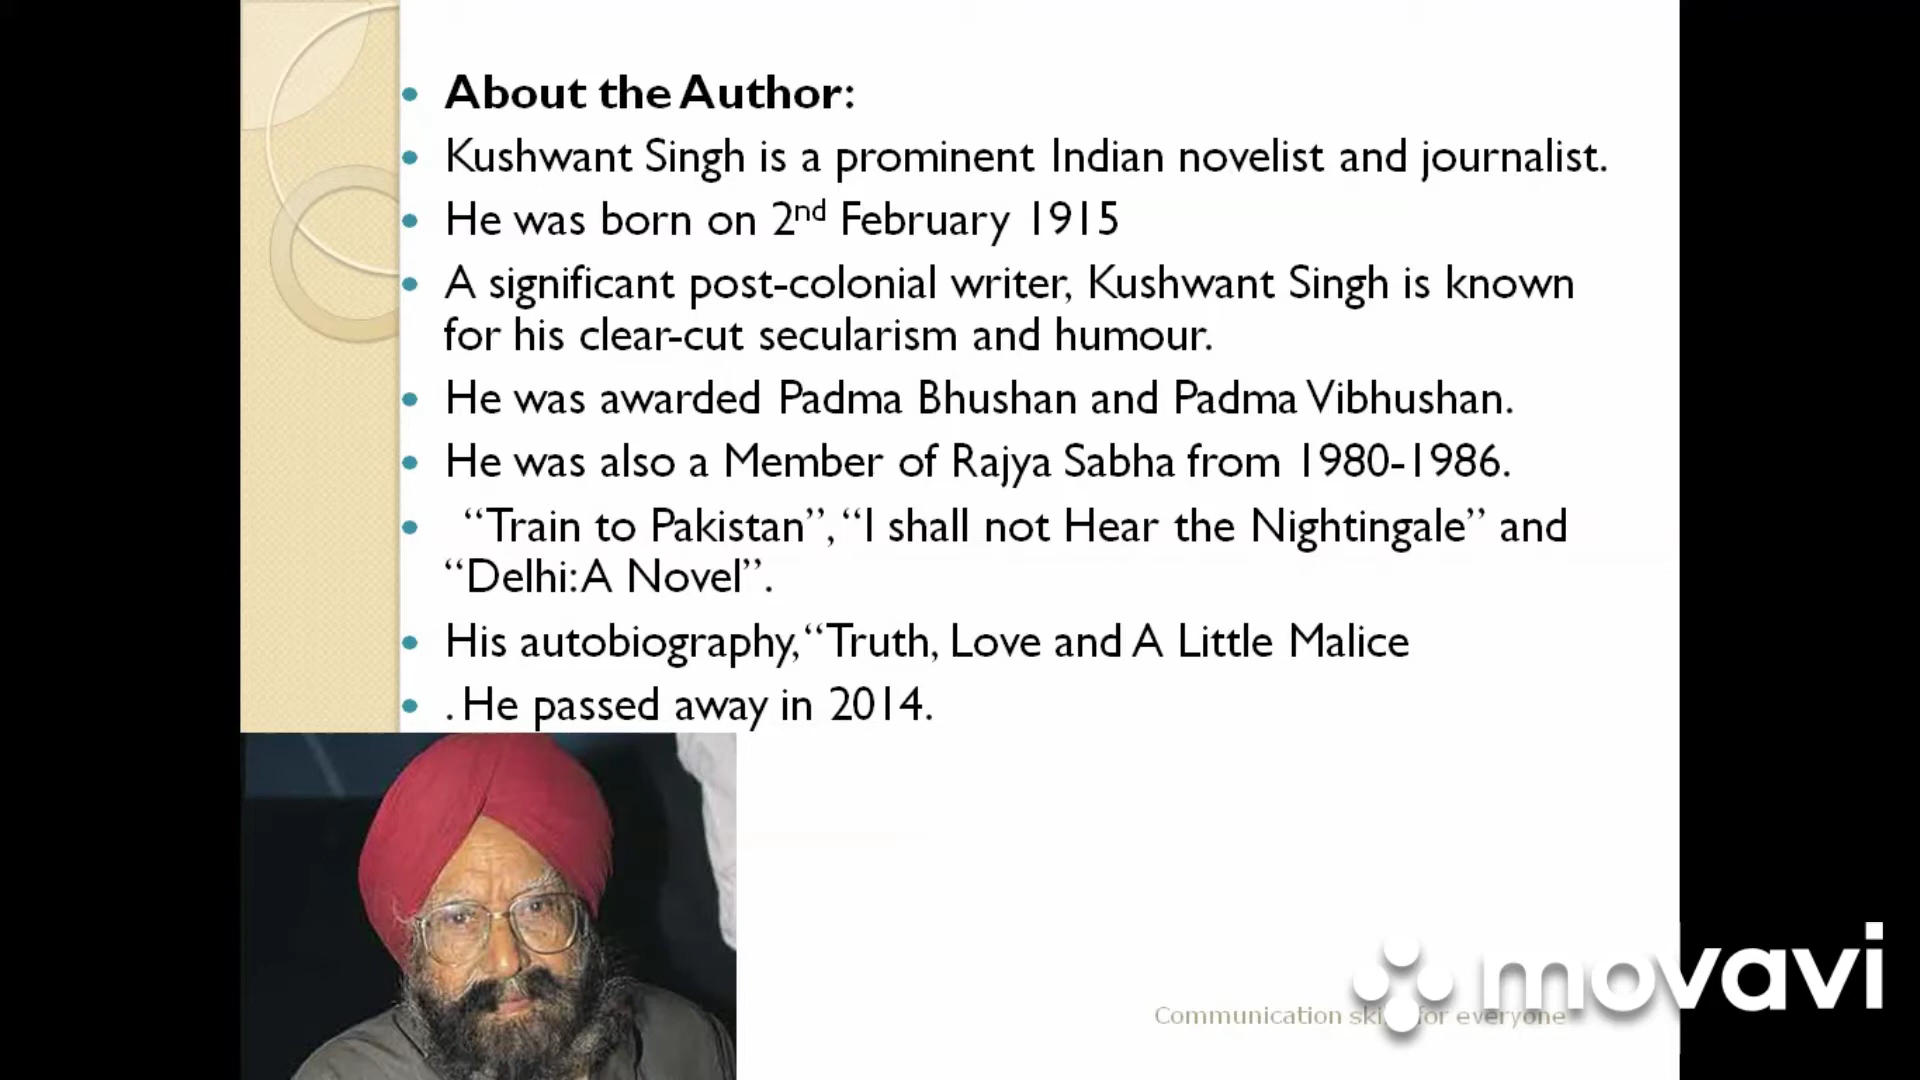 About the Author:
Kushwant Singh is a prominent Indian novelist and journalist.
He was born on 2nd February 1915
A significant post-colonial writer, Kushwant Singh is known
for his clear-cut secularism and humour.
He was awarded Padma Bhushan and Padma Vibhushan.
He was also a Member of Rajya Sabha from 1980-1986.
“Train to Pakistan”, “I shall not Hear the Nightingale” and
“Delhi: A Novel”.
His autobiography, “Truth, Love and A Little Malice
. He passed away in 2014.
movavi
Communication for everyone